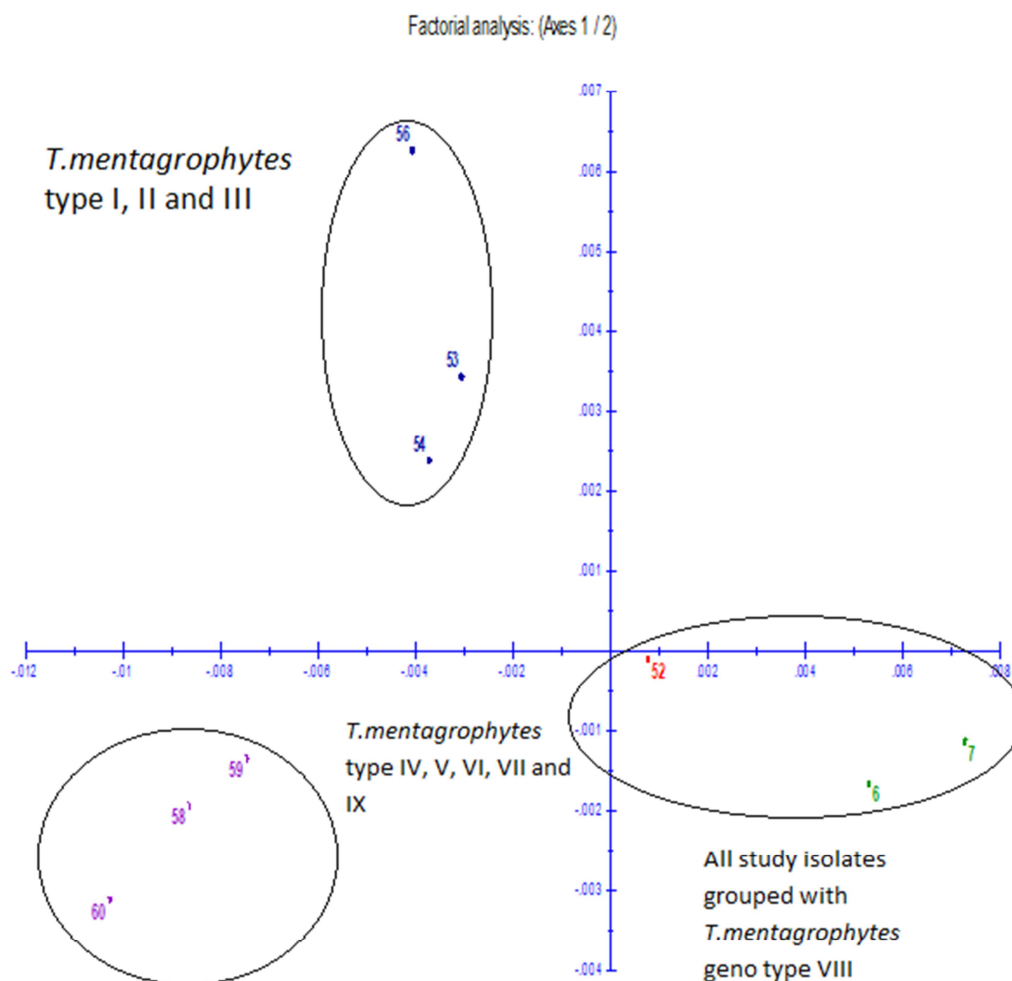 Factorial analysis: (Axes 1 / 2)
.007
56
T.mentagrophytes
type I, II and III
.006
.005
.004
53
.003
54
.002
.001
-.012 -.01 -.008 -.006 -.004 -.002 .002 .004 .006 .008
52
T.mentagrophytes
type IV, V, VI, VII and
IX
-.001
7
59
6
58
-.002
All study isolates
grouped with
T.mentagrophytes
geno type VIII
-.003
60
-.004